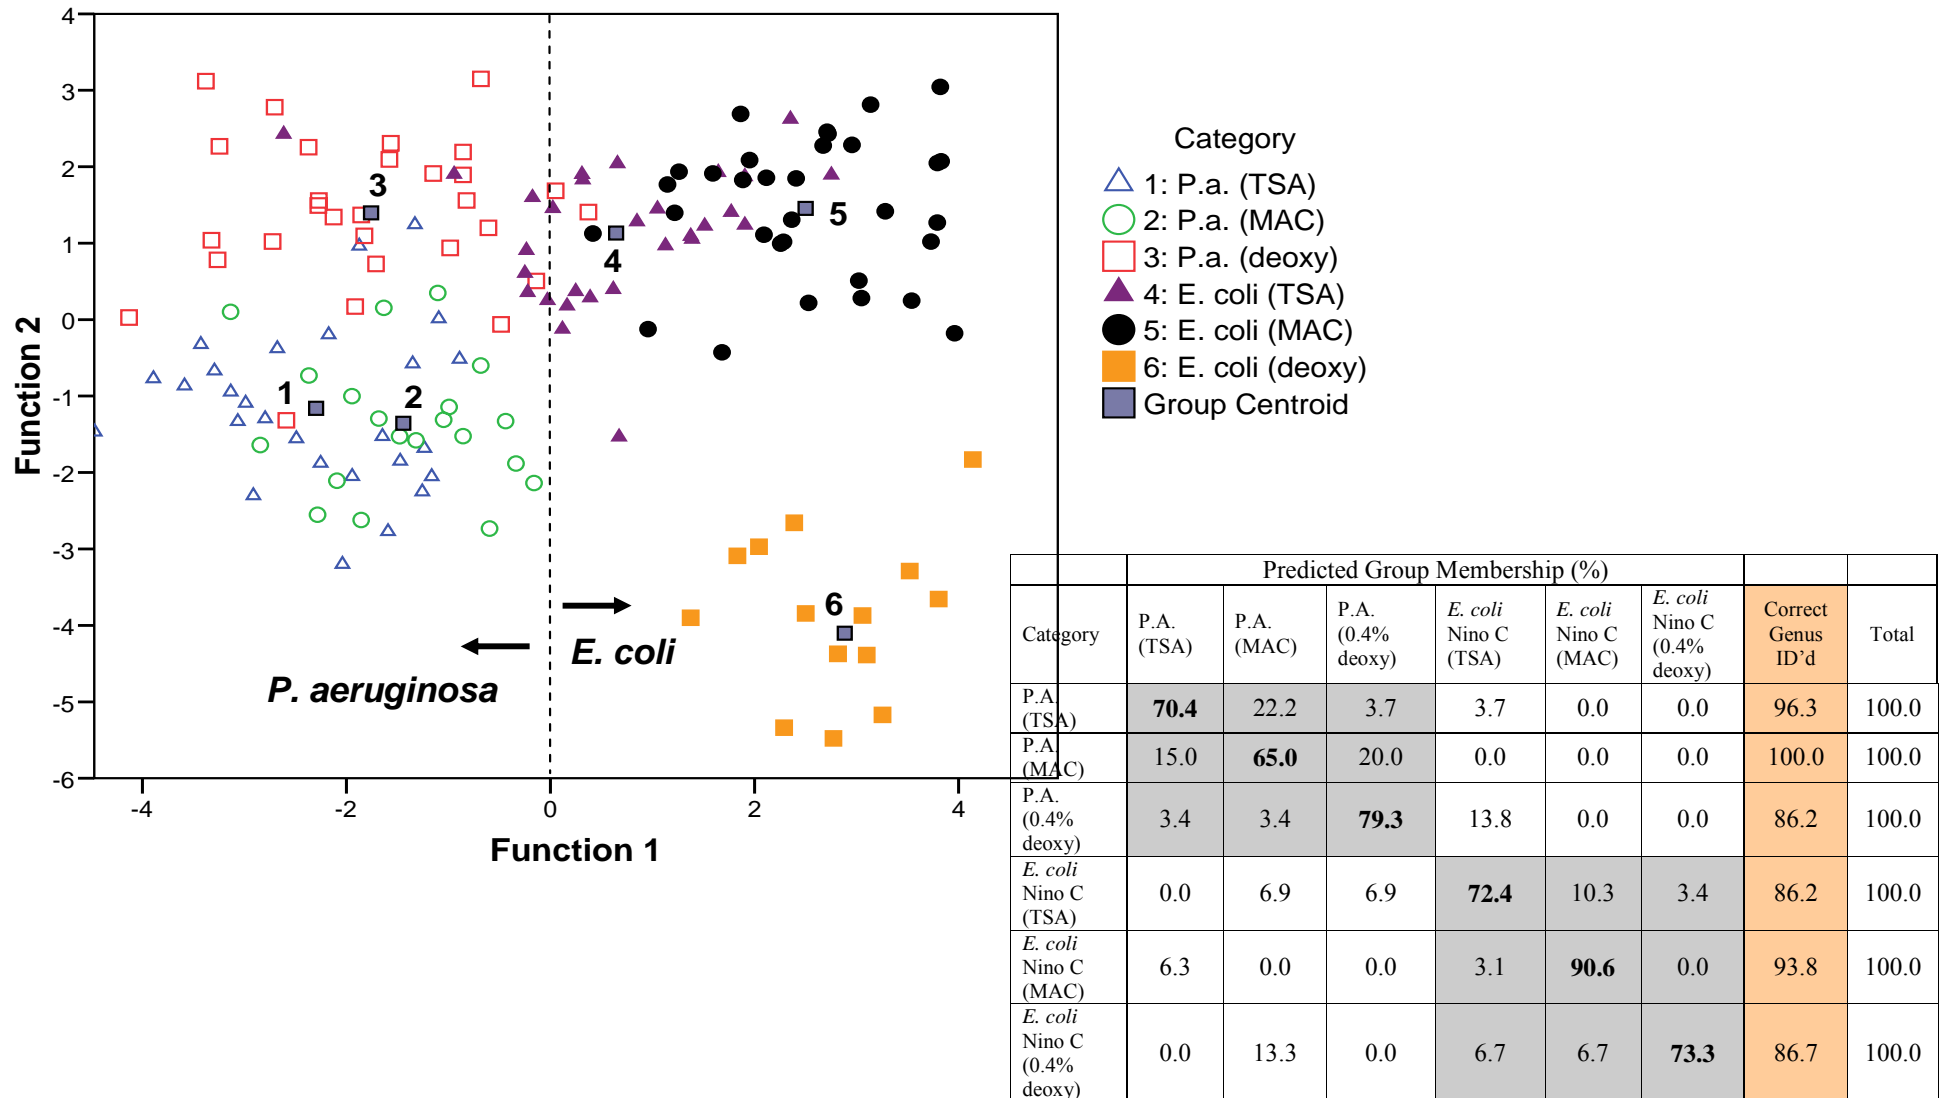 4
3
2
1
0
-1
-2
-3
-4
-5
-6
Function 2
-4
-2
0
2
4
Function 1
3
4
5
1
2
6
E. coli
P. aeruginosa
Category
1: P.a. (TSA)
2: P.a. (MAC)
3: P.a. (deoxy)
4: E. coli (TSA)
5: E. coli (MAC)
6: E. coli (deoxy)
Group Centroid
Predicted Group Membership (%)
Category
P.A.
(TSA)
P.A.
(MAC)
P.A.
(0.4%
deoxy)
E. coli
Nino C
(TSA)
E. coli
Nino C
(MAC)
E. coli
Nino C
(0.4%
deoxy)
Correct
Genus
ID'd
Total
P.A.
(TSA)
70.4 22.2 3.7 3.7 0.0 0.0 96.3 100.0
P.A.
(MAC)
15.0 65.0 20.0 0.0 0.0 0.0 100.0 100.0
P.A.
(0.4%
deoxy)
3.4 3.4 79.3 13.8 0.0 0.0 86.2 100.0
E. coli
Nino C
(TSA)
0.0 6.9 6.9 72.4 10.3 3.4 86.2 100.0
E. coli
Nino C
(MAC)
6.3 0.0 0.0 3.1 90.6 0.0 93.8 100.0
E. coli
Nino C
(0.4%
deoxy)
0.0 13.3 0.0 6.7 6.7 73.3 86.7 100.0